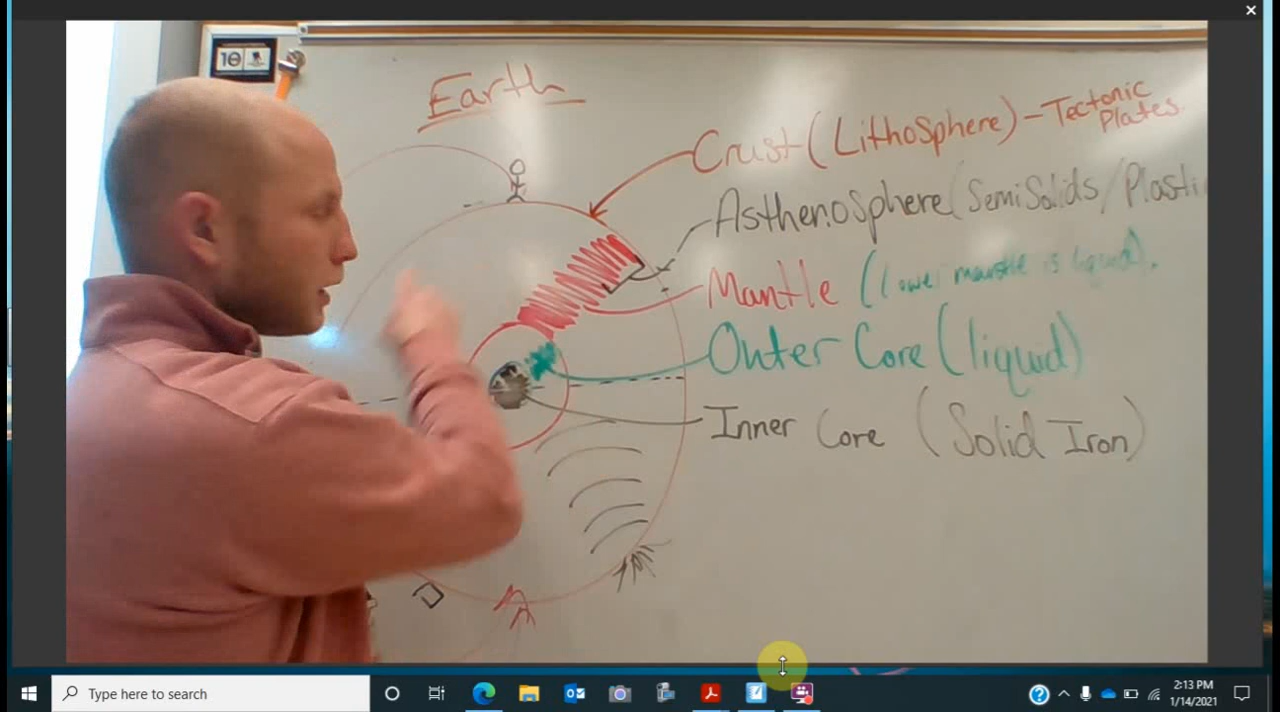 10
Earth
Crust (Lithosphere) - Tectonic
Plates.
Asthenosphere (Semi Solids / Plasti
Mantle (lower mantle is liquid).
Outer Core (liquid)
Inner Core (Solid Iron)
Type here to search
2:13 PM
1/14/2021